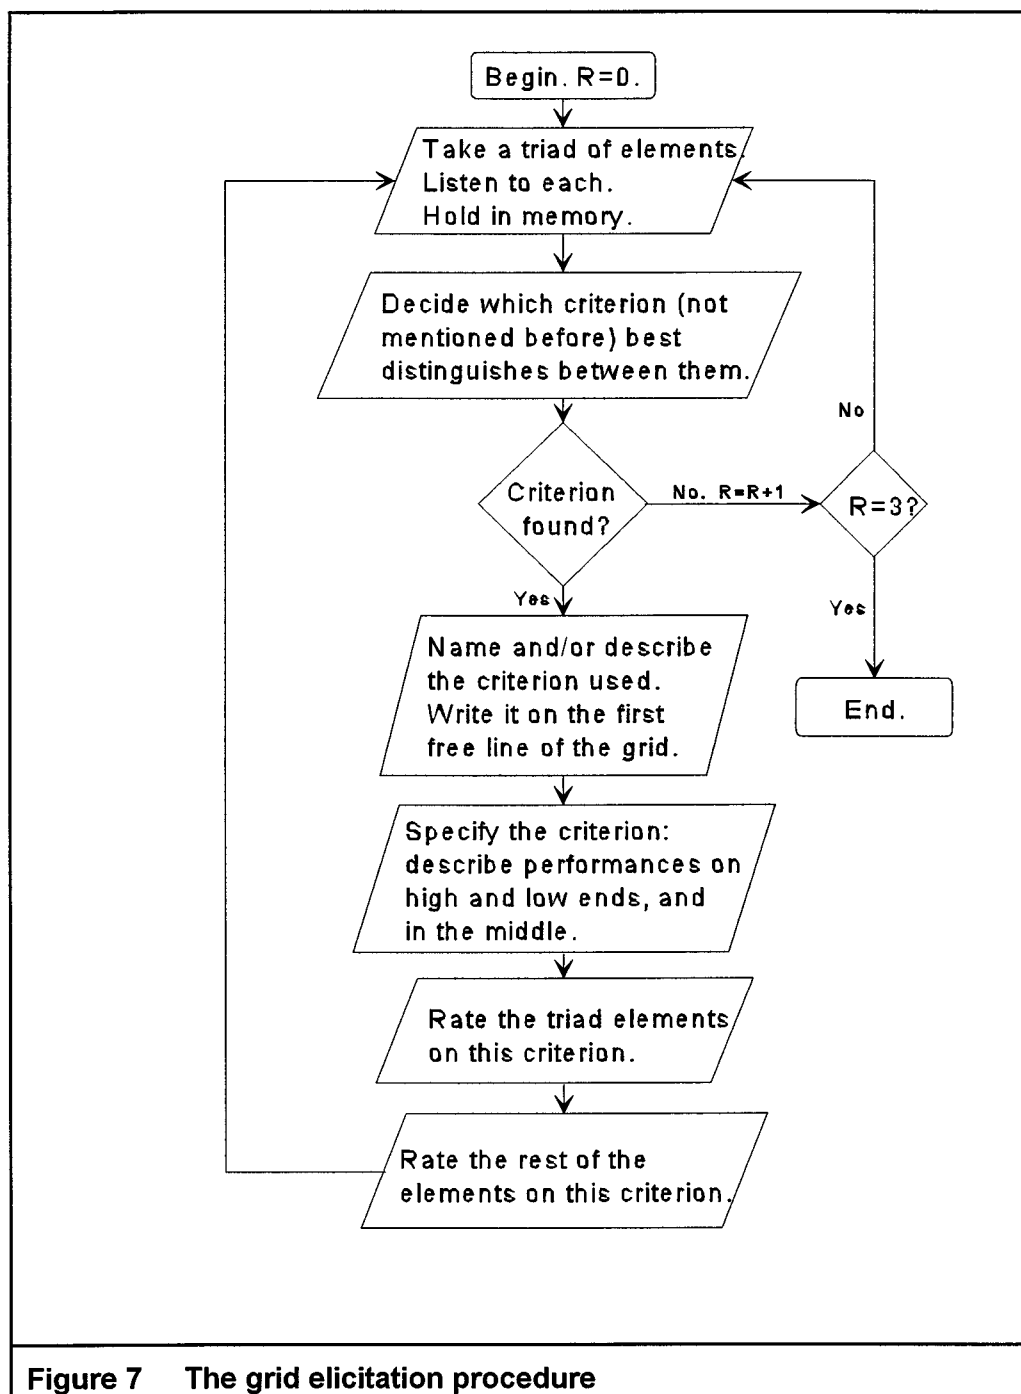 Begin. R=0.
Take a triad of elements.
Listen to each.
Hold in memory.
Decide which criterion (not
mentioned before) best
distinguishes between them.
No
Criterion
found?
No. R=R+1
R=3?
Yes
Yes
Name and/or describe
the criterion used.
Write it on the first
free line of the grid.
End.
Specify the criterion:
describe performances on
high and low ends, and
in the middle.
Rate the triad elements
on this criterion.
Rate the rest of the
elements on this criterion.
Figure 7 The grid elicitation procedure